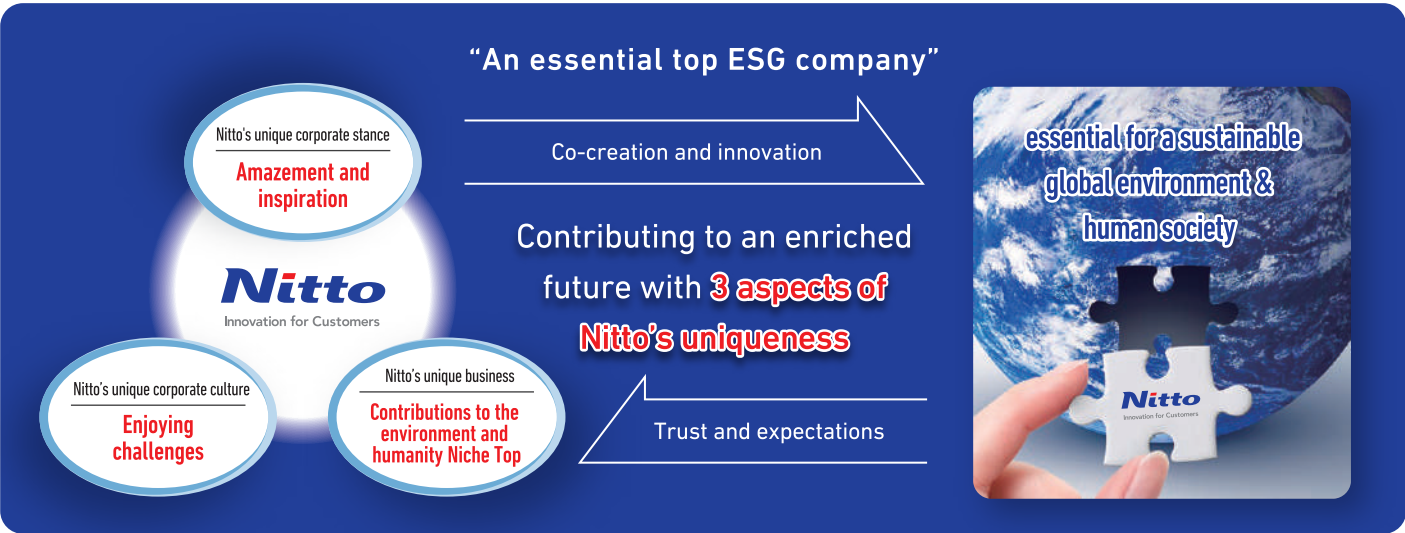 “An essential top ESG company”
Nitto’s unique corporate stance
Amazement and
inspiration
Nitto
Innovation for Customers
Nitto’s unique corporate culture
Enjoying
challenges
Nitto’s unique business
Contributions to the
environment and
humanity Niche Top
Co-creation and innovation
Contributing to an enriched
future with 3 aspects of
Nitto’s uniqueness
Trust and expectations
essential for a sustainable
global environment &
human society
Nitto
Innovation for Customers